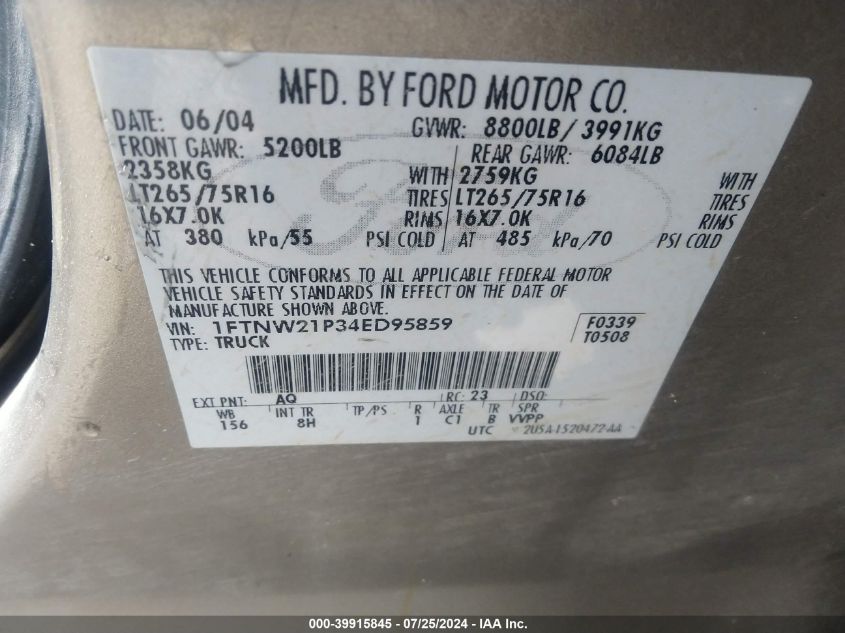 MFD. BY FORD MOTOR CO.
DATE: 06/04 GVWR: 8800LB/3991KG
FRONT GAWR: 5200LB REAR GAWR: 6084LB
2358KG WITH 2759KG WITH
LT265/75R16 TIRES LT265/75R16 TIRES
16X7.0K RIMS 16X7.0K RIMS
AT 380 kPa/55 PSI COLD AT 485 kPa/70 PSI COLD
Ford
THIS VEHICLE CONFORMS TO ALL APPLICABLE FEDERAL MOTOR
VEHICLE SAFETY STANDARDS IN EFFECT ON THE DATE OF
MANUFACTURE SHOWN ABOVE.
VIN: 1FTNW21P34ED95859 F0339
TYPE: TRUCK T0508
EXT PNT: AQ RC: 23 DSO:
WB INT TR TP/PS R AXLE TR SPR
156 8H 1 C1 B VVPP
UTC 2U5A-1520472-AA
000-39915845 - 07/25/2024 - IAA Inc.